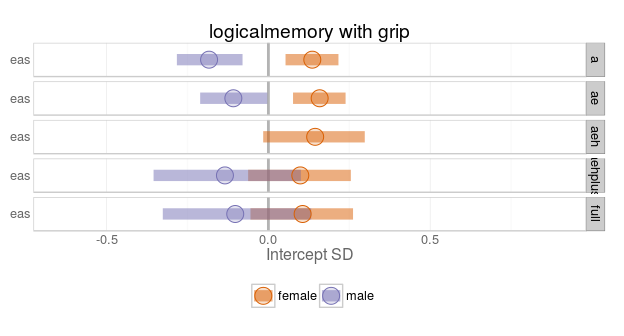 logicalmemory with grip
eas a
eas ae
eas aeh
eas ehplus
eas full
-0.5 0.0 0.5
Intercept SD
female male